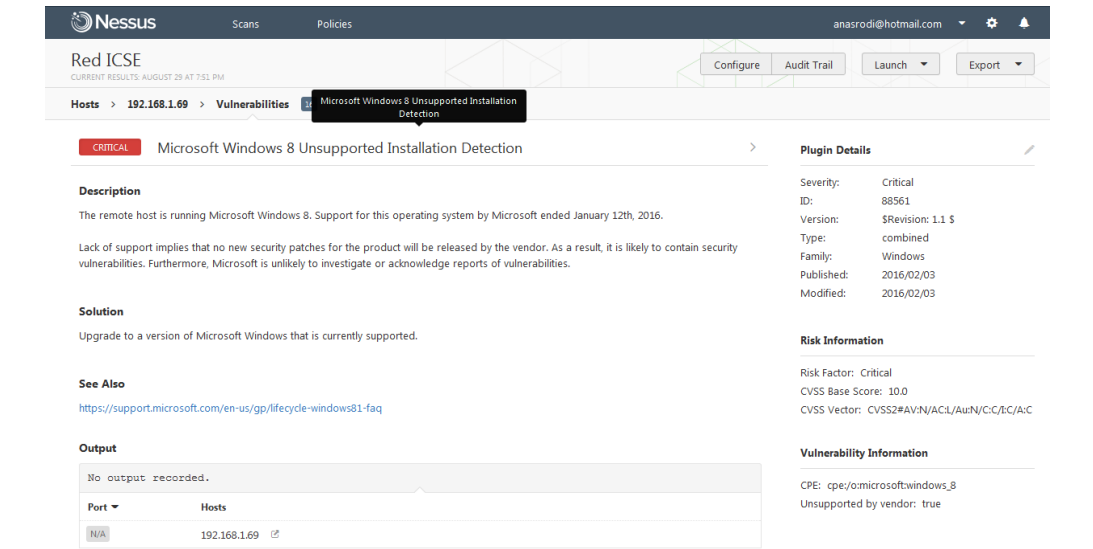 Nessus Scans Policies anasrodi@hotmail.com
Red ICSE
CURRENT RESULTS: AUGUST 29 AT 7:51 PM
Configure Audit Trail Launch Export
Hosts > 192.168.1.69 > Vulnerabilities
Microsoft Windows 8 Unsupported Installation
Detection
CRITICAL Microsoft Windows 8 Unsupported Installation Detection
Description
The remote host is running Microsoft Windows 8. Support for this operating system by Microsoft ended January 12th, 2016.
Lack of support implies that no new security patches for the product will be released by the vendor. As a result, it is likely to contain security
vulnerabilities. Furthermore, Microsoft is unlikely to investigate or acknowledge reports of vulnerabilities.
Solution
Upgrade to a version of Microsoft Windows that is currently supported.
See Also
https://support.microsoft.com/en-us/gp/lifecycle-windows81-faq
Output
No output recorded.
Port Hosts
N/A 192.168.1.69
Plugin Details
Severity: Critical
ID: 88561
Version: $Revision: 1.1 $
Type: combined
Family: Windows
Published: 2016/02/03
Modified: 2016/02/03
Risk Information
Risk Factor: Critical
CVSS Base Score: 10.0
CVSS Vector: CVSS2#AV:N/AC:L/Au:N/C:C/I:C/A:C
Vulnerability Information
CPE: cpe:/o:microsoft:windows_8
Unsupported by vendor: true